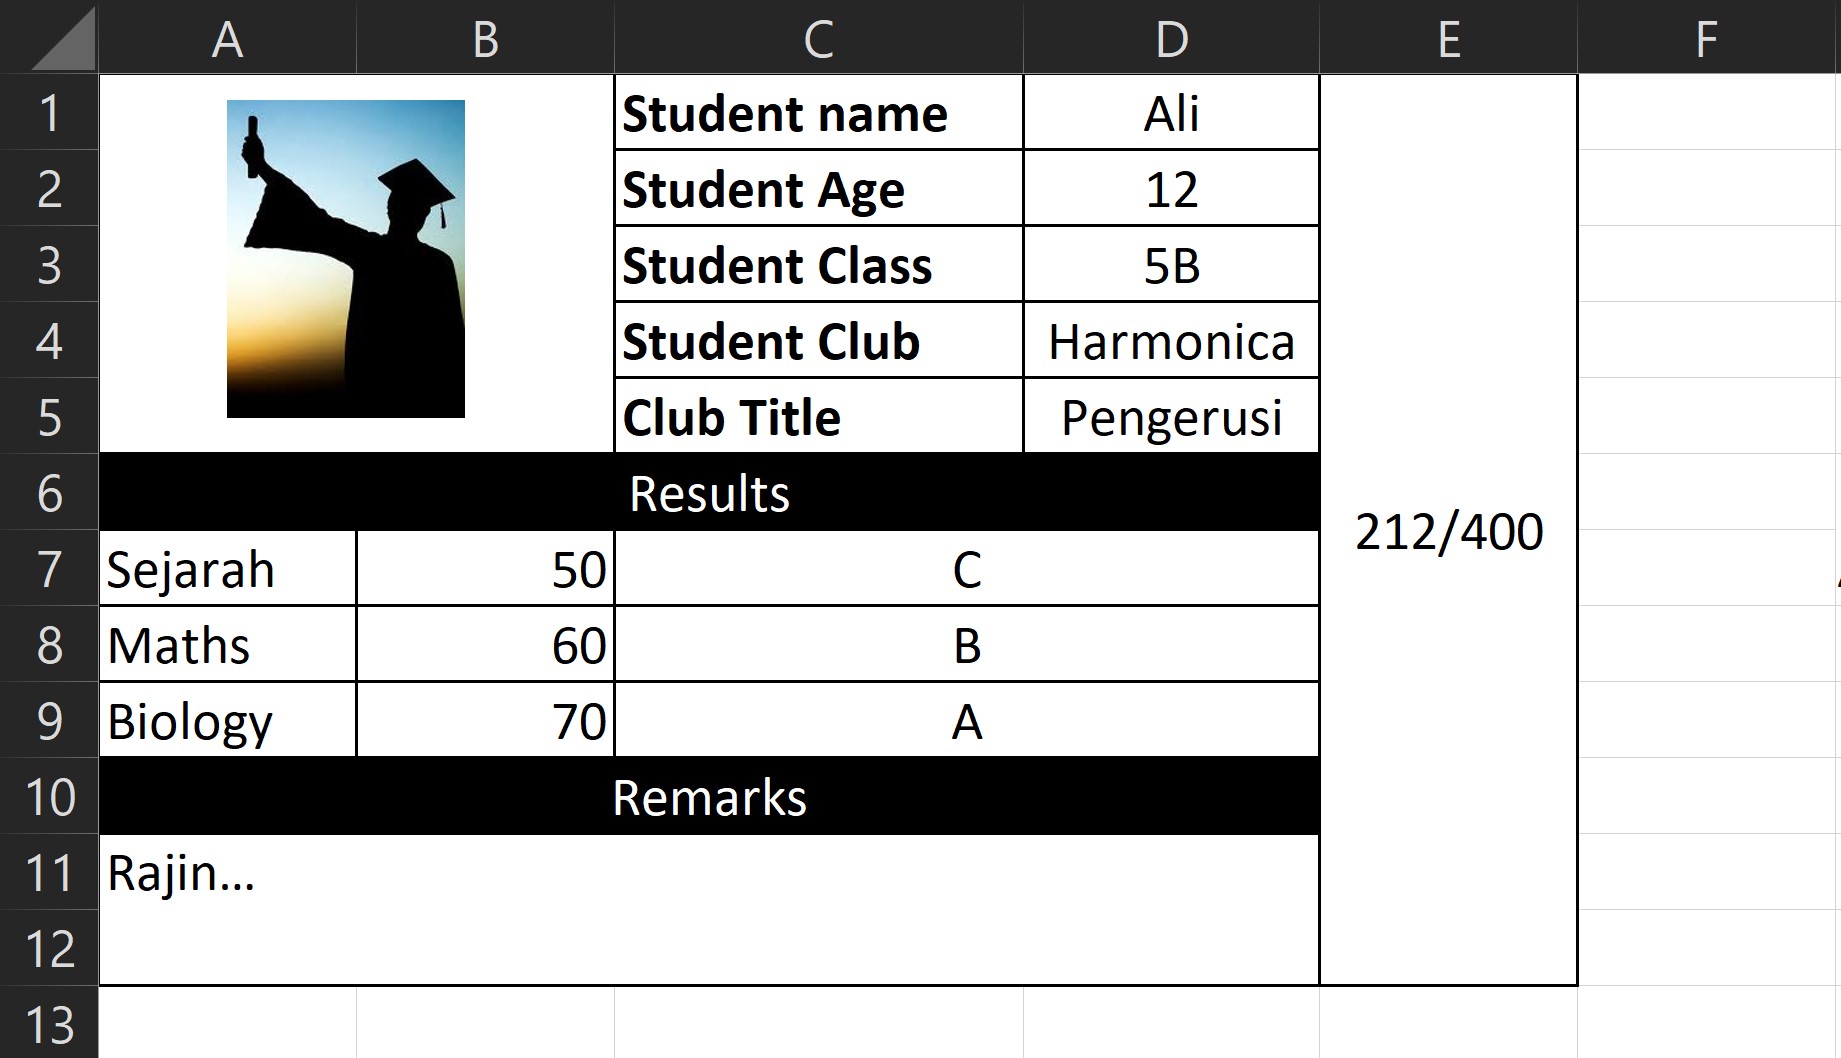 A B C D E F
1 Student name Ali
2 Student Age 12
3 Student Class 5B
4 Student Club Harmonica
5 Club Title Pengerusi
6 Results
212/400
7 Sejarah 50 C
8 Maths 60 B
9 Biology 70 A
10 Remarks
11 Rajin...
12
13